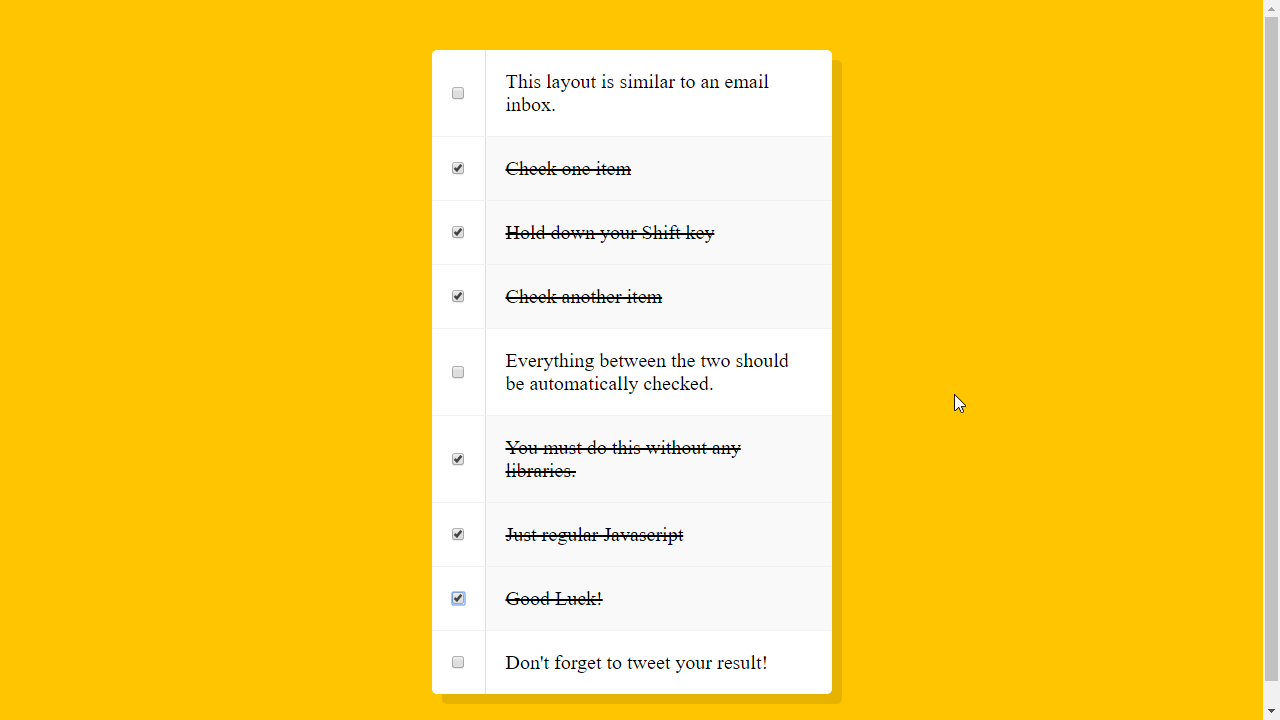 This layout is similar to an email
inbox.
Check one item
Hold down your Shift key
Check another item
Everything between the two should
be automatically checked.
You must do this without any
libraries.
Just regular Javascript
Good Luck!
Don't forget to tweet your result!